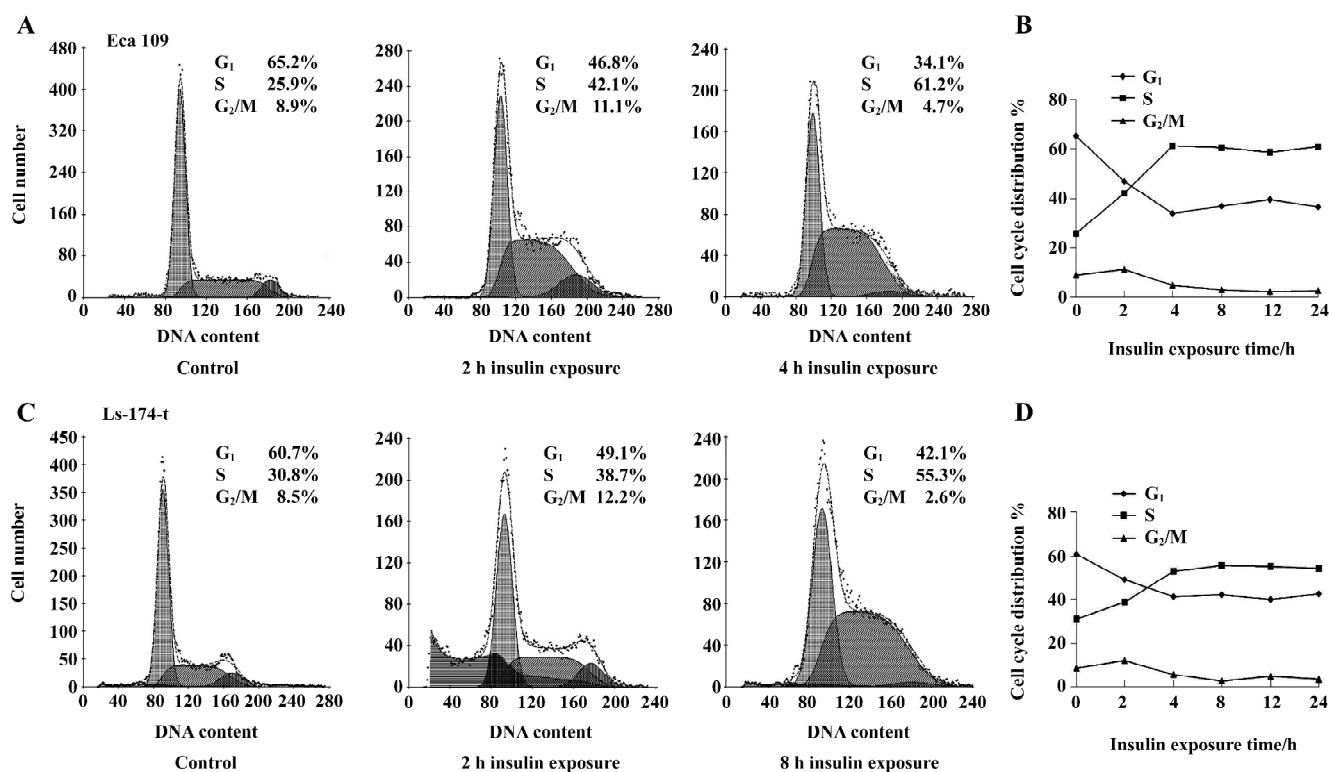 A
Eca 109
G₁ 65.2%
S 25.9%
G₂/M 8.9%
480
400
320
240
160
80
0
Cell number
0 40 80 120 160 200 240
DNA content
Control
G₁ 46.8%
S 42.1%
G₂/M 11.1%
280
240
200
160
120
80
40
0
0 40 80 120 160 200 240 280
DNA content
2 h insulin exposure
G₁ 34.1%
S 61.2%
G₂/M 4.7%
240
200
160
120
80
40
0
0 40 80 120 160 200 240 280
DNA content
4 h insulin exposure
B
G₁
S
G₂/M
80
60
40
20
0
Cell cycle distribution %
0 2 4 8 12 24
Insulin exposure time/h
C
Ls-174-t
G₁ 60.7%
S 30.8%
G₂/M 8.5%
450
400
350
300
250
200
150
100
50
0
Cell number
0 40 80 120 160 200 240 280
DNA content
Control
G₁ 49.1%
S 38.7%
G₂/M 12.2%
240
200
160
120
80
40
0
0 40 80 120 160 200 240
DNA content
2 h insulin exposure
G₁ 42.1%
S 55.3%
G₂/M 2.6%
240
200
160
120
80
40
0
0 40 80 120 160 200 240
DNA content
8 h insulin exposure
D
G₁
S
G₂/M
80
60
40
20
0
Cell cycle distribution %
0 2 4 8 12 24
Insulin exposure time/h